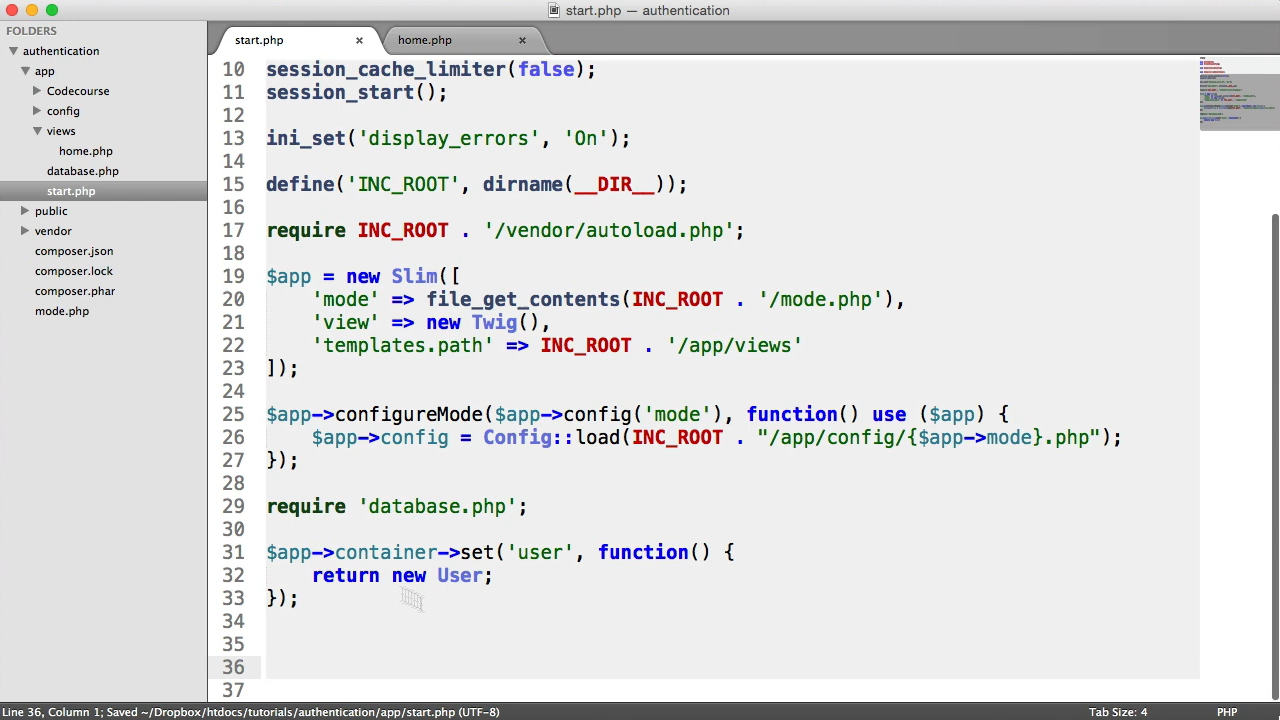 start.php — authentication
FOLDERS
authentication
app
Codecourse
config
views
home.php
database.php
start.php
public
vendor
composer.json
composer.lock
composer.phar
mode.php
start.php × home.php ×
10 session_cache_limiter(false);
11 session_start();
12
13 ini_set('display_errors', 'On');
14
15 define('INC_ROOT', dirname(__DIR__));
16
17 require INC_ROOT . '/vendor/autoload.php';
18
19 $app = new Slim([
20     'mode' => file_get_contents(INC_ROOT . '/mode.php'),
21     'view' => new Twig(),
22     'templates.path' => INC_ROOT . '/app/views'
23 ]);
24
25 $app->configureMode($app->config('mode'), function() use ($app) {
26     $app->config = Config::load(INC_ROOT . "/app/config/{$app->mode}.php");
27 });
28
29 require 'database.php';
30
31 $app->container->set('user', function() {
32     return new User;
33 });
34
35
36
37
Line 36, Column 1; Saved ~/Dropbox/htdocs/tutorials/authentication/app/start.php (UTF-8)
Tab Size: 4
PHP